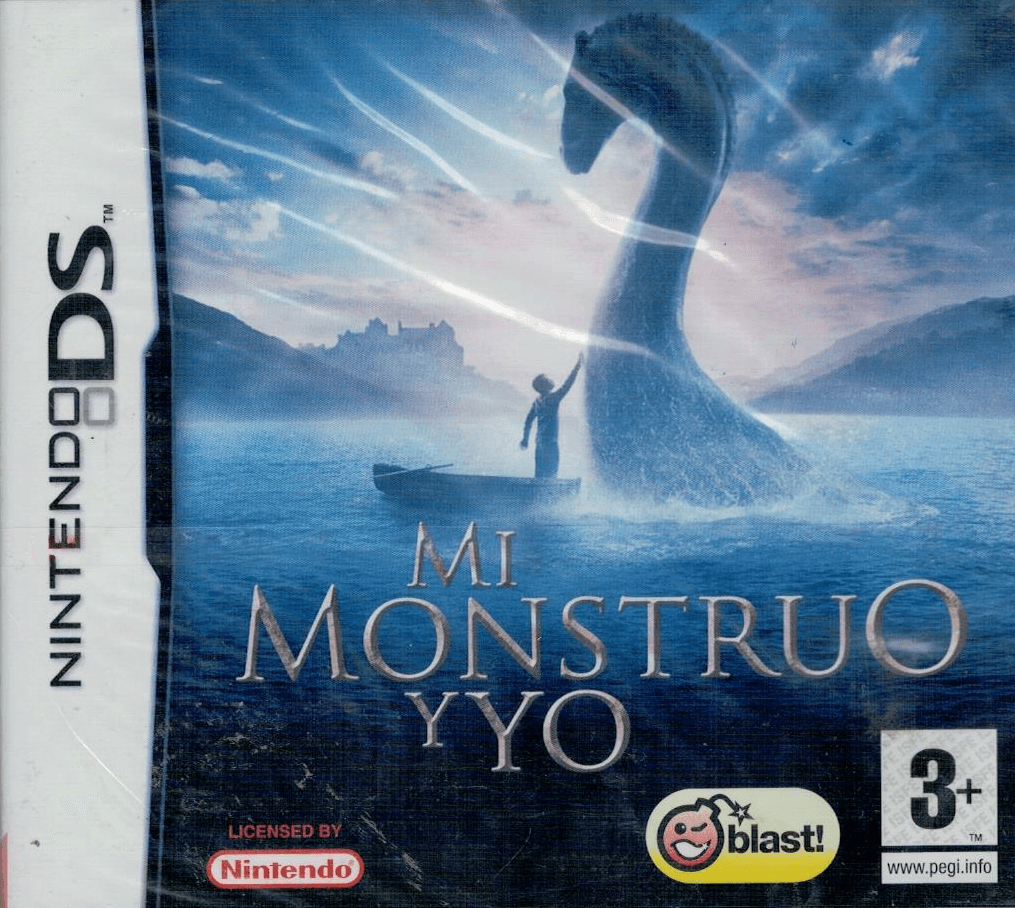 NINTENDO DS™
MI
MONSTRUO
Y YO
LICENSED BY
Nintendo
blast!
3+
TM
www.pegi.info